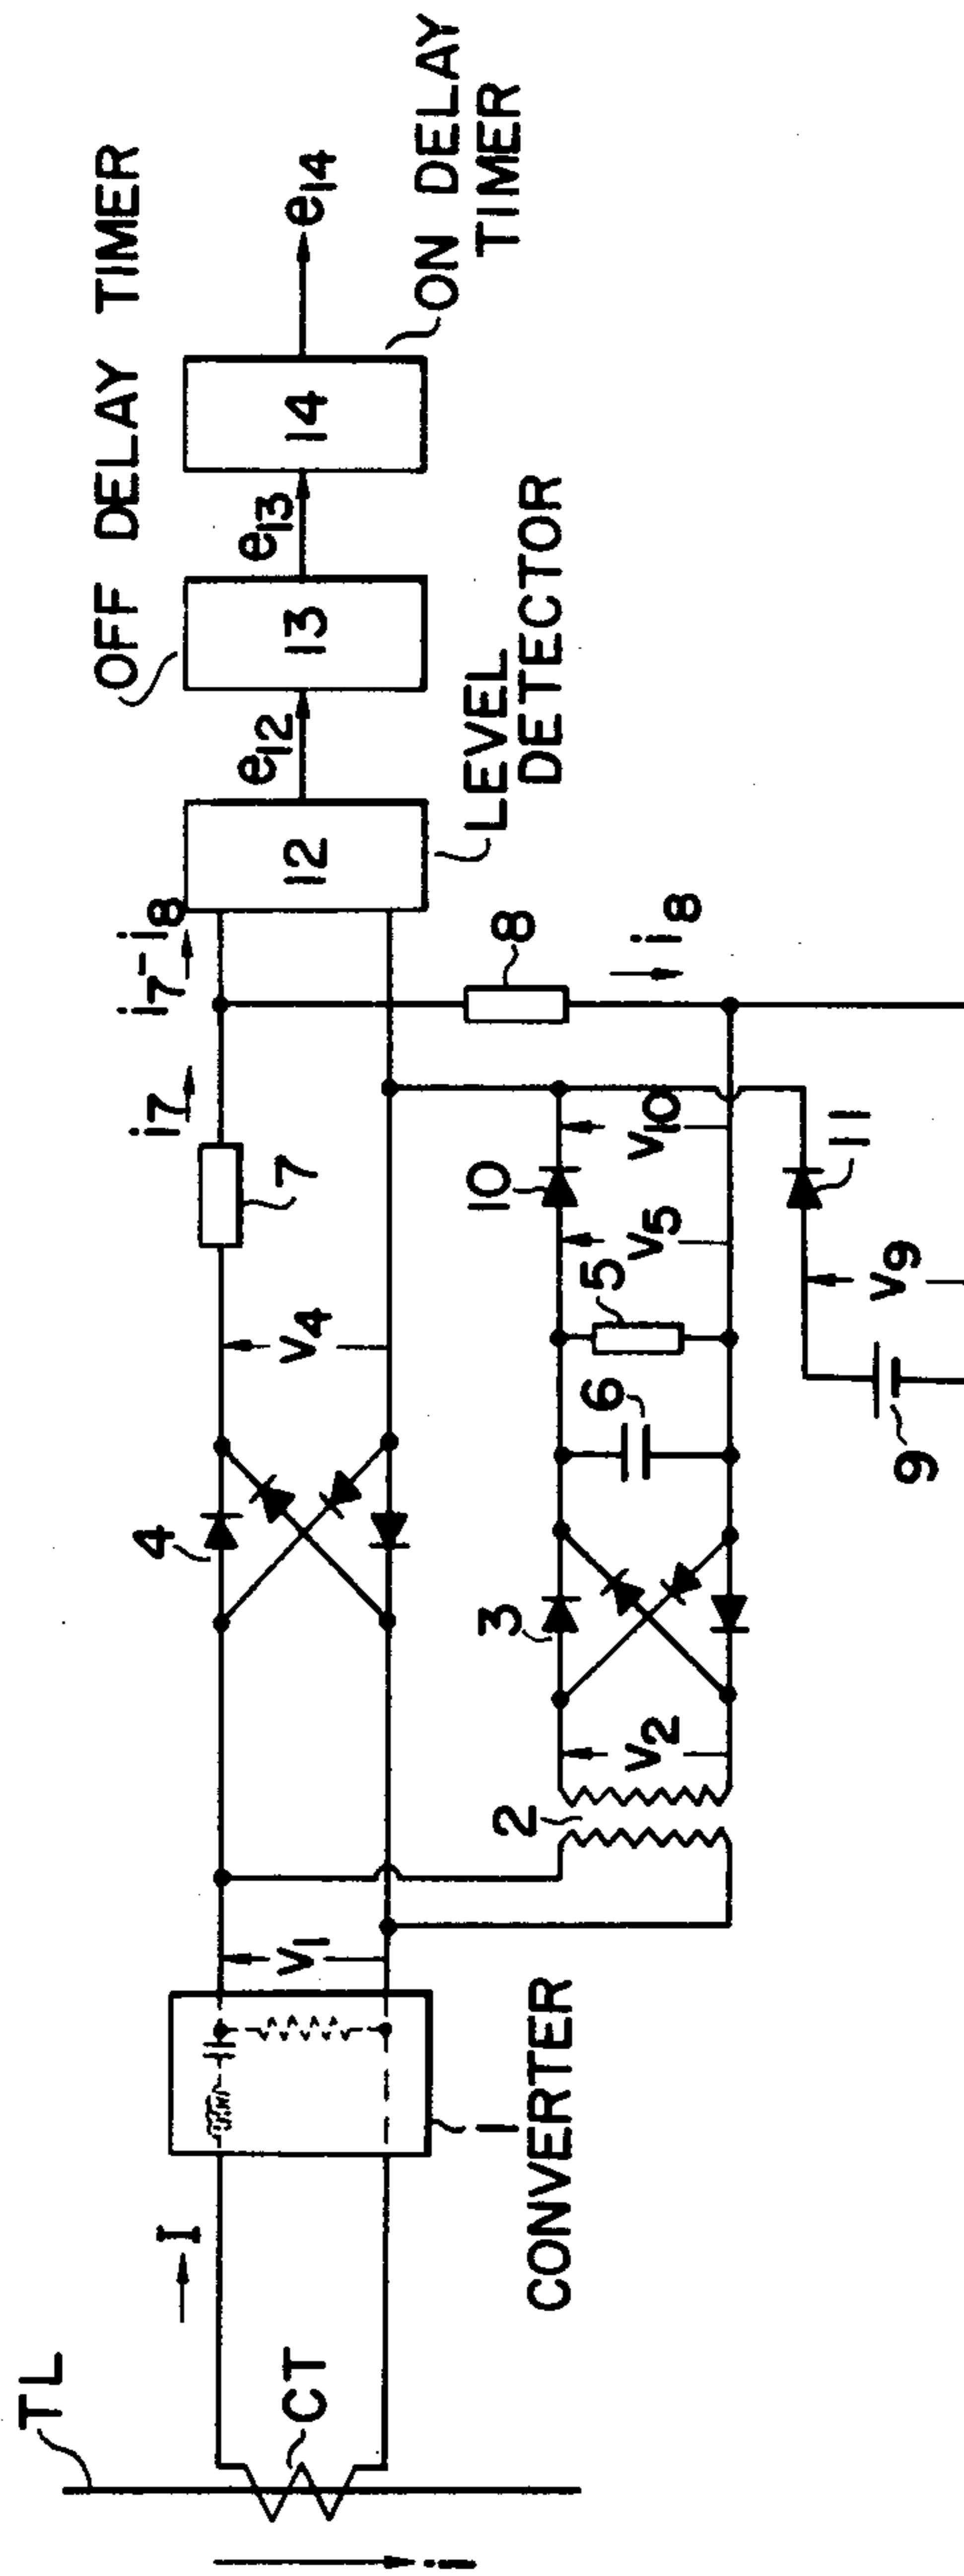 TL
i
CT
I
CONVERTER
1
V1
2
V2
3
4
V4
5
6
V5
7
i7
i7-i8
8
i8
9
V9
10
V10
11
12
LEVEL
DETECTOR
e12
13
OFF DELAY TIMER
e13
14
ON DELAY
TIMER
e14